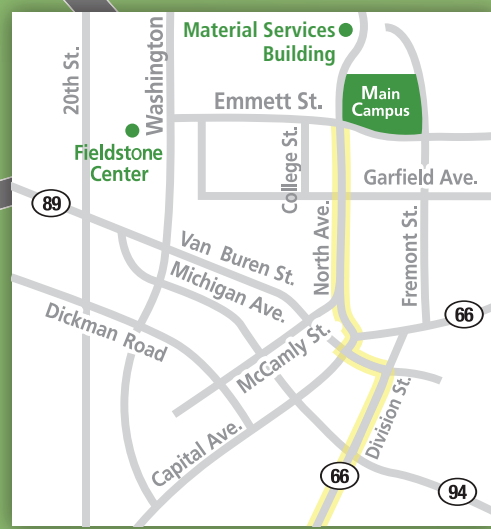 Material Services
Building
Washington
20th St.
Emmett St.
Main
Campus
Fieldstone
Center
College St.
Garfield Ave.
89
North Ave.
Fremont St.
Van Buren St.
Michigan Ave.
66
Dickman Road
McCamly St.
Division St.
Capital Ave.
66
94